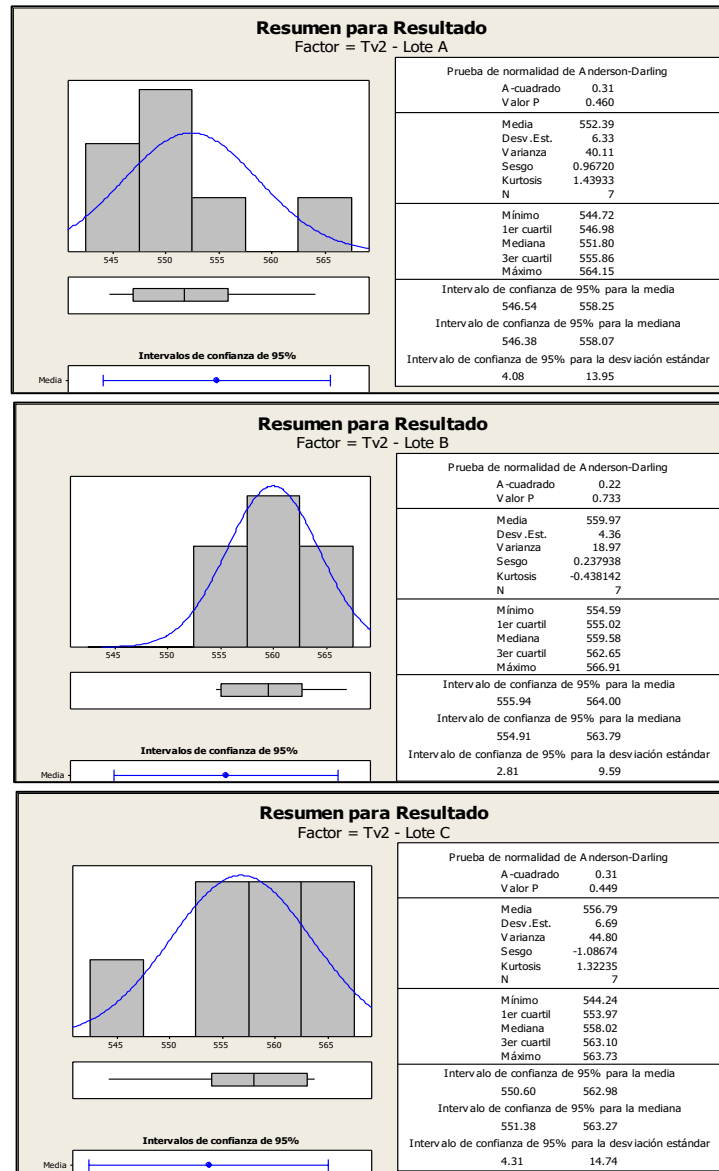 Resumen para Resultado
Factor = Tv2 - Lote A
Prueba de normalidad de Anderson-Darling
A-cuadrado 0.31
Valor P 0.460
Media 552.39
Desv.Est. 6.33
Varianza 40.11
Sesgo 0.96720
Kurtosis 1.43933
N 7
Mínimo 544.72
1er cuartil 546.98
Mediana 551.80
3er cuartil 555.86
Máximo 564.15
Intervalo de confianza de 95% para la media
546.54 558.25
Intervalo de confianza de 95% para la mediana
546.38 558.07
Intervalo de confianza de 95% para la desviación estándar
4.08 13.95
545 550 555 560 565
Intervalos de confianza de 95%
Media
Resumen para Resultado
Factor = Tv2 - Lote B
Prueba de normalidad de Anderson-Darling
A-cuadrado 0.22
Valor P 0.733
Media 559.97
Desv.Est. 4.36
Varianza 18.97
Sesgo 0.237938
Kurtosis -0.438142
N 7
Mínimo 554.59
1er cuartil 555.02
Mediana 559.58
3er cuartil 562.65
Máximo 566.91
Intervalo de confianza de 95% para la media
555.94 564.00
Intervalo de confianza de 95% para la mediana
554.91 563.79
Intervalo de confianza de 95% para la desviación estándar
2.81 9.59
545 550 555 560 565
Intervalos de confianza de 95%
Media
Resumen para Resultado
Factor = Tv2 - Lote C
Prueba de normalidad de Anderson-Darling
A-cuadrado 0.31
Valor P 0.449
Media 556.79
Desv.Est. 6.69
Varianza 44.80
Sesgo -1.08674
Kurtosis 1.32235
N 7
Mínimo 544.24
1er cuartil 553.97
Mediana 558.02
3er cuartil 563.10
Máximo 563.73
Intervalo de confianza de 95% para la media
550.60 562.98
Intervalo de confianza de 95% para la mediana
551.38 563.27
Intervalo de confianza de 95% para la desviación estándar
4.31 14.74
545 550 555 560 565
Intervalos de confianza de 95%
Media